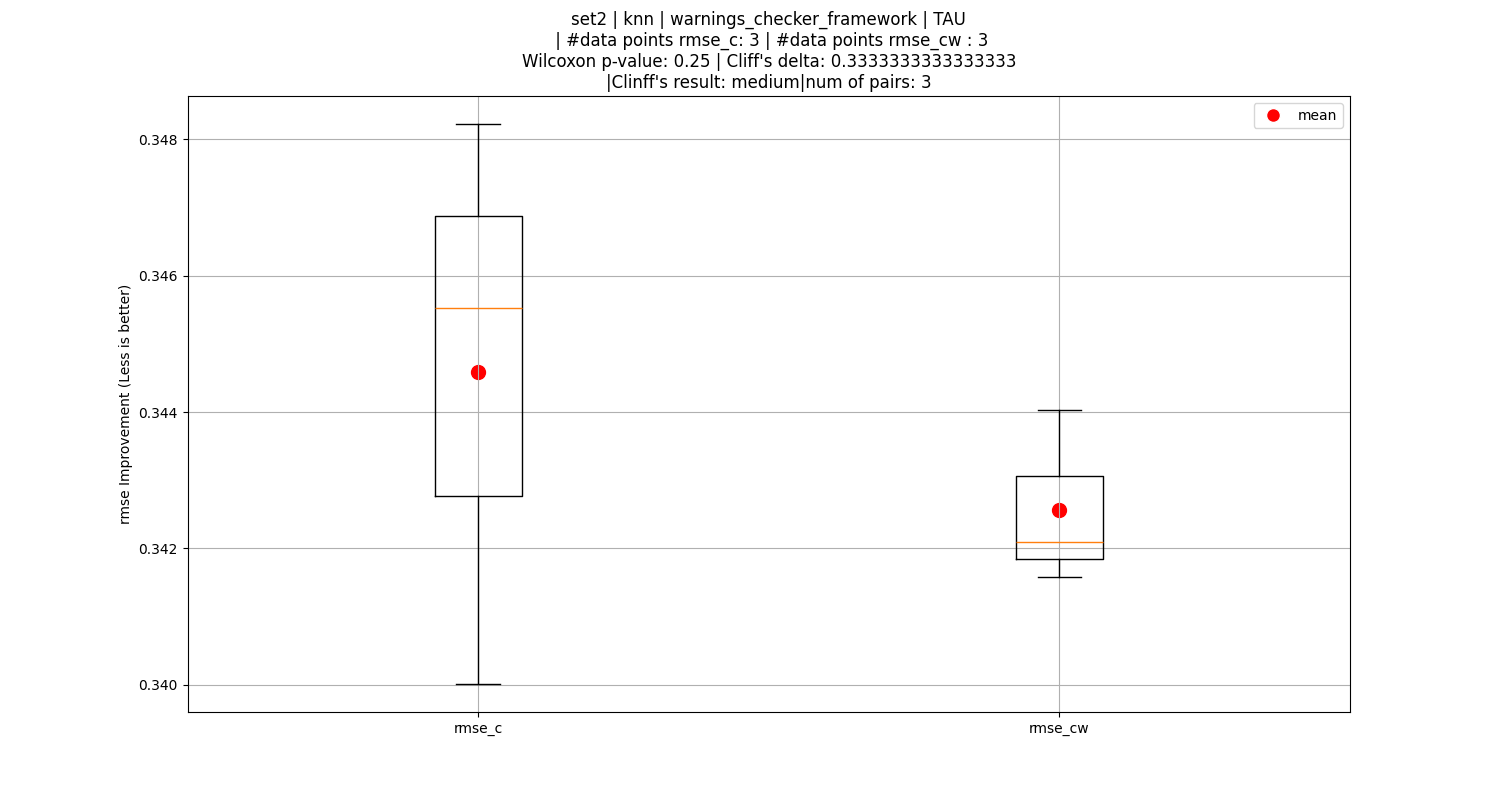 set2 | knn | warnings_checker_framework | TAU
| #data points rmse_c: 3 | #data points rmse_cw : 3
Wilcoxon p-value: 0.25 | Cliff's delta: 0.3333333333333333
|Clinff's result: medium|num of pairs: 3
mean
rmse Improvement (Less is better)
0.348
0.346
0.344
0.342
0.340
rmse_c
rmse_cw